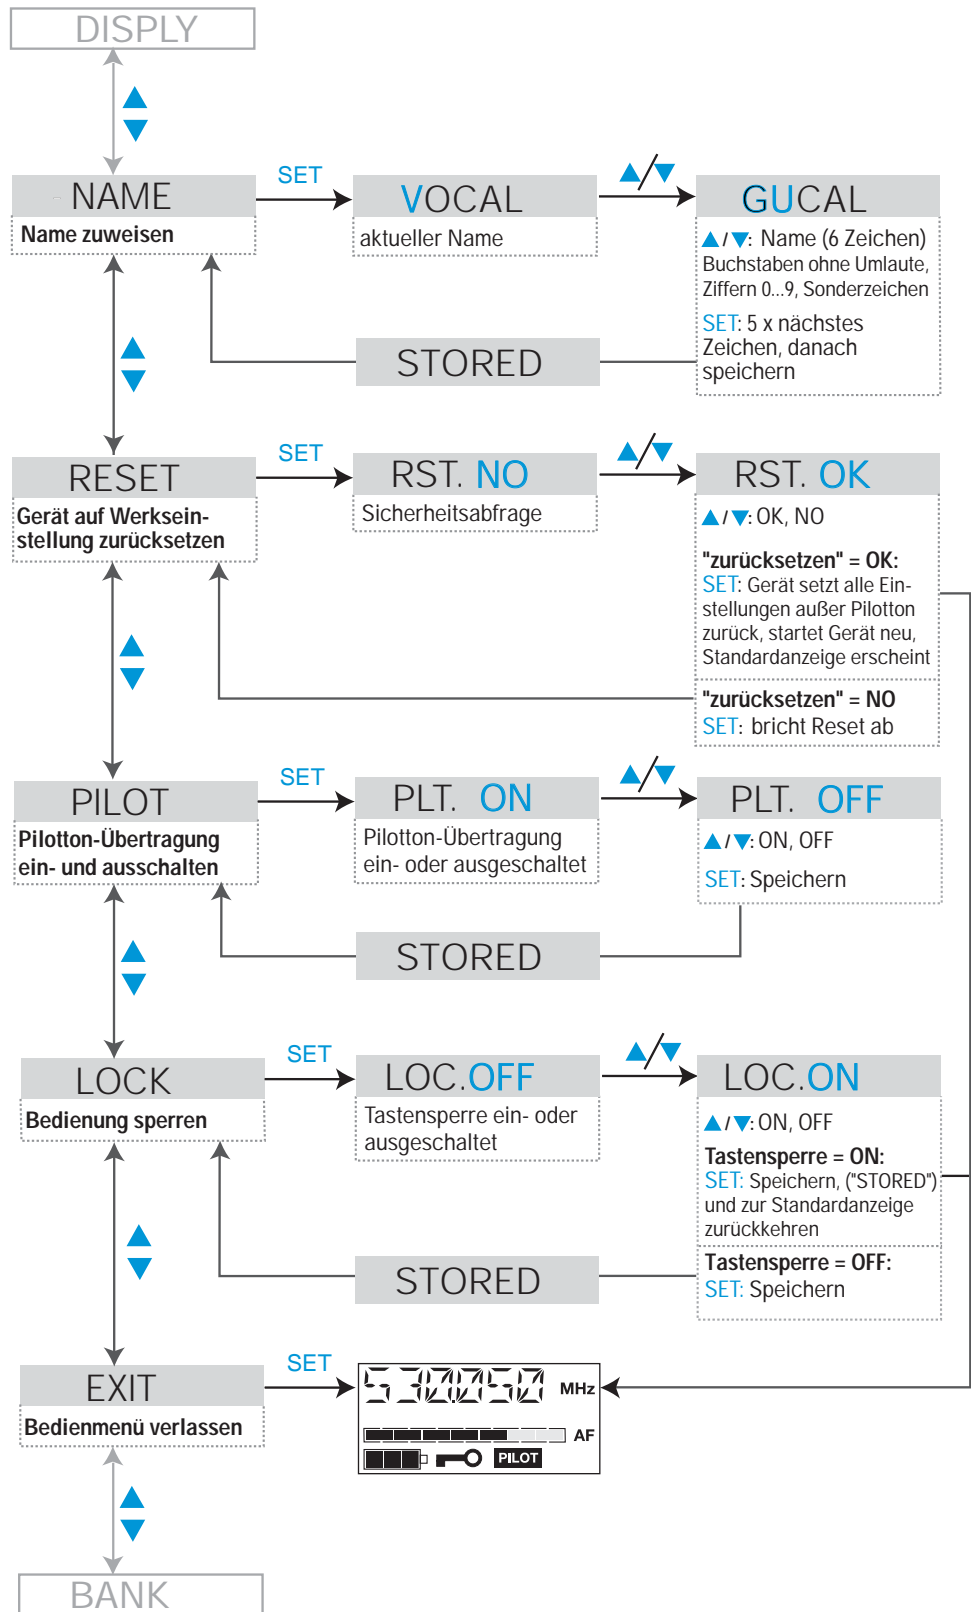 DISPLY
NAME
Name zuweisen
SET
VOCAL
aktueller Name
▲/▼
GUCAL
▲/▼: Name (6 Zeichen)
Buchstaben ohne Umlaute,
Ziffern 0...9, Sonderzeichen
SET: 5 x nächstes
Zeichen, danach
speichern
STORED
RESET
Gerät auf Werksein-
stellung zurücksetzen
SET
RST. NO
Sicherheitsabfrage
▲/▼
RST. OK
▲/▼: OK, NO
"zurücksetzen" = OK:
SET: Gerät setzt alle Ein-
stellungen außer Pilotton
zurück, startet Gerät neu,
Standardanzeige erscheint
"zurücksetzen" = NO
SET: bricht Reset ab
PILOT
Pilotton-Übertragung
ein- und ausschalten
SET
PLT. ON
Pilotton-Übertragung
ein- oder ausgeschaltet
▲/▼
PLT. OFF
▲/▼: ON, OFF
SET: Speichern
STORED
LOCK
Bedienung sperren
SET
LOC.OFF
Tastensperre ein- oder
ausgeschaltet
▲/▼
LOC.ON
▲/▼: ON, OFF
Tastensperre = ON:
SET: Speichern, ("STORED")
und zur Standardanzeige
zurückkehren
Tastensperre = OFF:
SET: Speichern
STORED
EXIT
Bedienmenü verlassen
SET
530.050 MHz
AF
PILOT
BANK